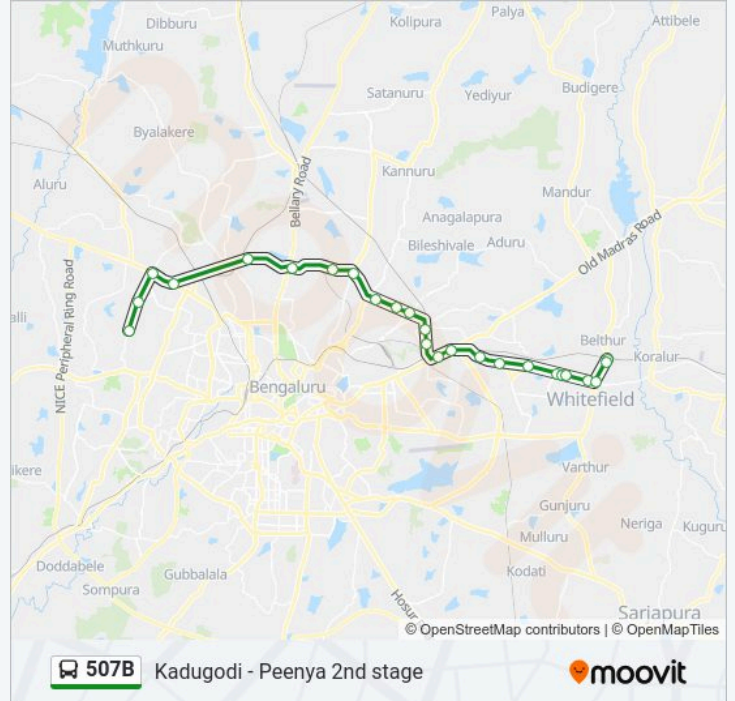 Dibburu
Muthkuru
Kolipura
Palya
Attibele
Satanuru
Yediyur
Budigere
Byalakere
Kannuru
Aluru
Bellary Road
Mandur
Anagalapura
Bileshivale
Aduru
Old Madras Road
NICE Peripheral Ring Road
alli
Belthur
Koralur
Bengaluru
Whitefield
ikere
Varthur
Gunjuru
Neriga
Kuguru
Mulluru
Doddabele
Gubbalala
Kodati
Sompura
Hosur
Sarjapura
© OpenStreetMap contributors | © OpenMapTiles
507B Kadugodi - Peenya 2nd stage
moovit